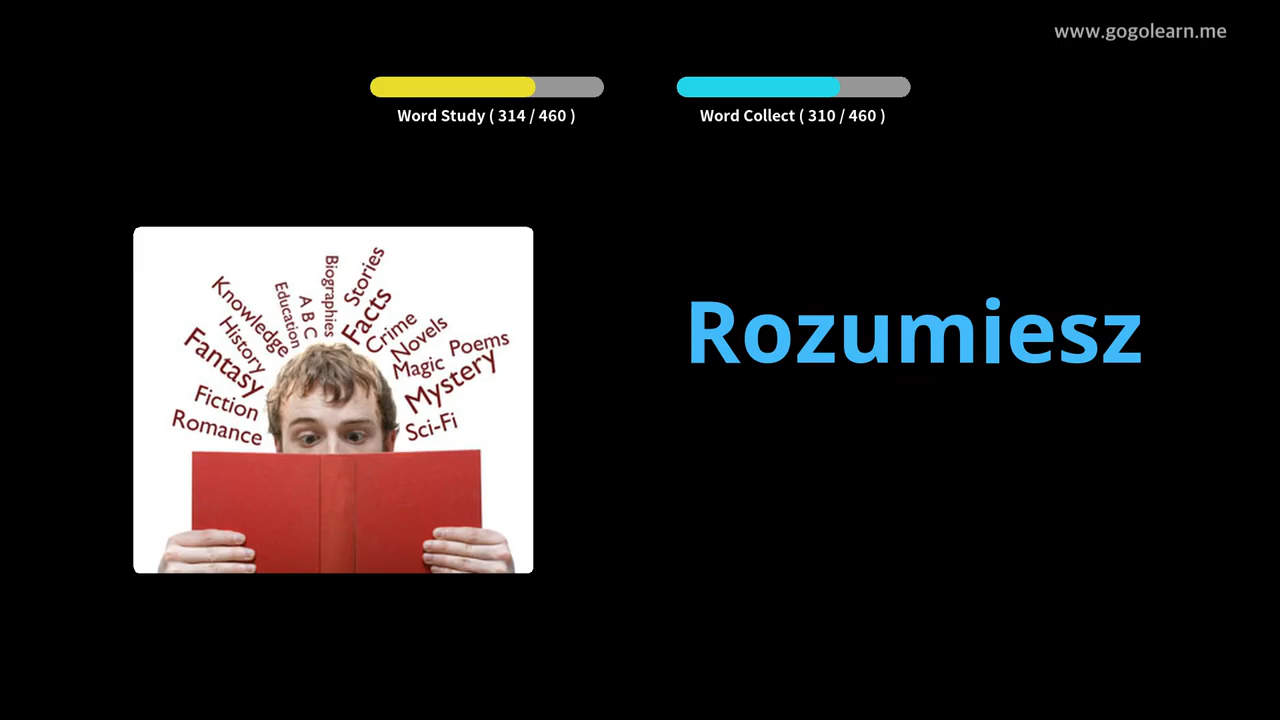 www.gogolearn.me
Word Study ( 314 / 460 )
Word Collect ( 310 / 460 )
Rozumiesz
Stories
Biographies
Education
A B C
Facts
Knowledge
History
Crime
Novels
Poems
Fantasy
Magic
Mystery
Fiction
Romance
Sci-Fi